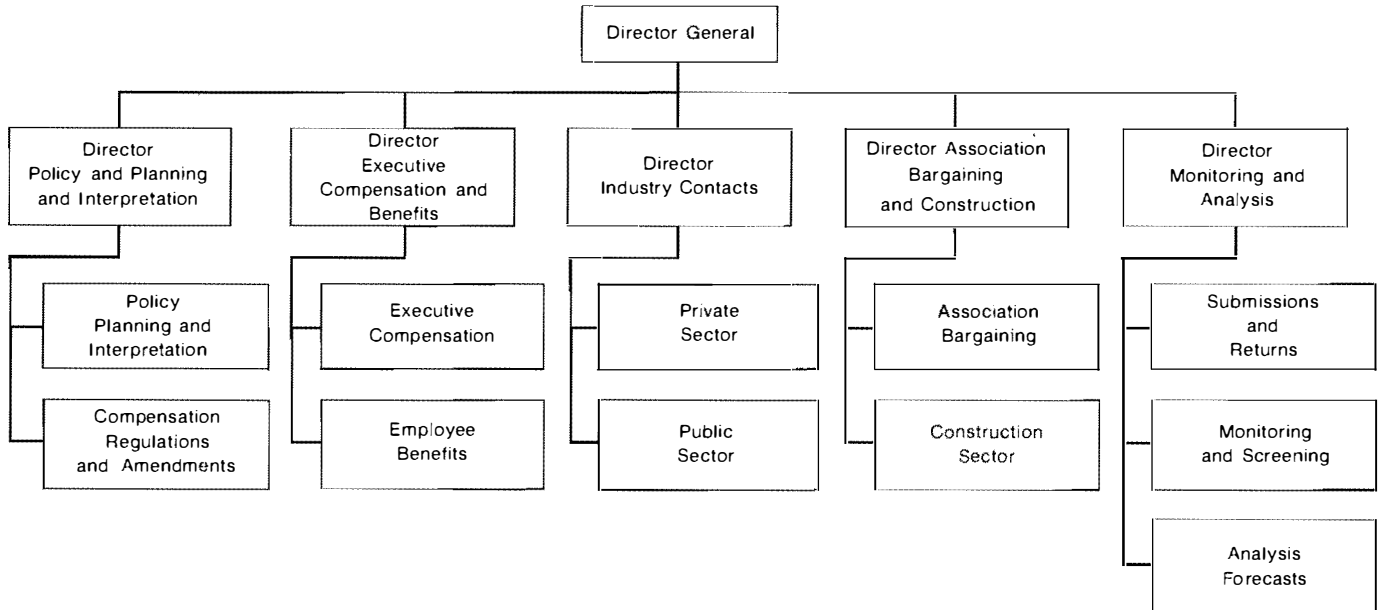 Director General
Director
Policy and Planning
and Interpretation
Director
Executive
Compensation and
Benefits
Director
Industry Contacts
Director Association
Bargaining
and Construction
Director
Monitoring and
Analysis
Policy
Planning and
Interpretation
Executive
Compensation
Private
Sector
Association
Bargaining
Submissions
and
Returns
Compensation
Regulations
and Amendments
Employee
Benefits
Public
Sector
Construction
Sector
Monitoring
and Screening
Analysis
Forecasts